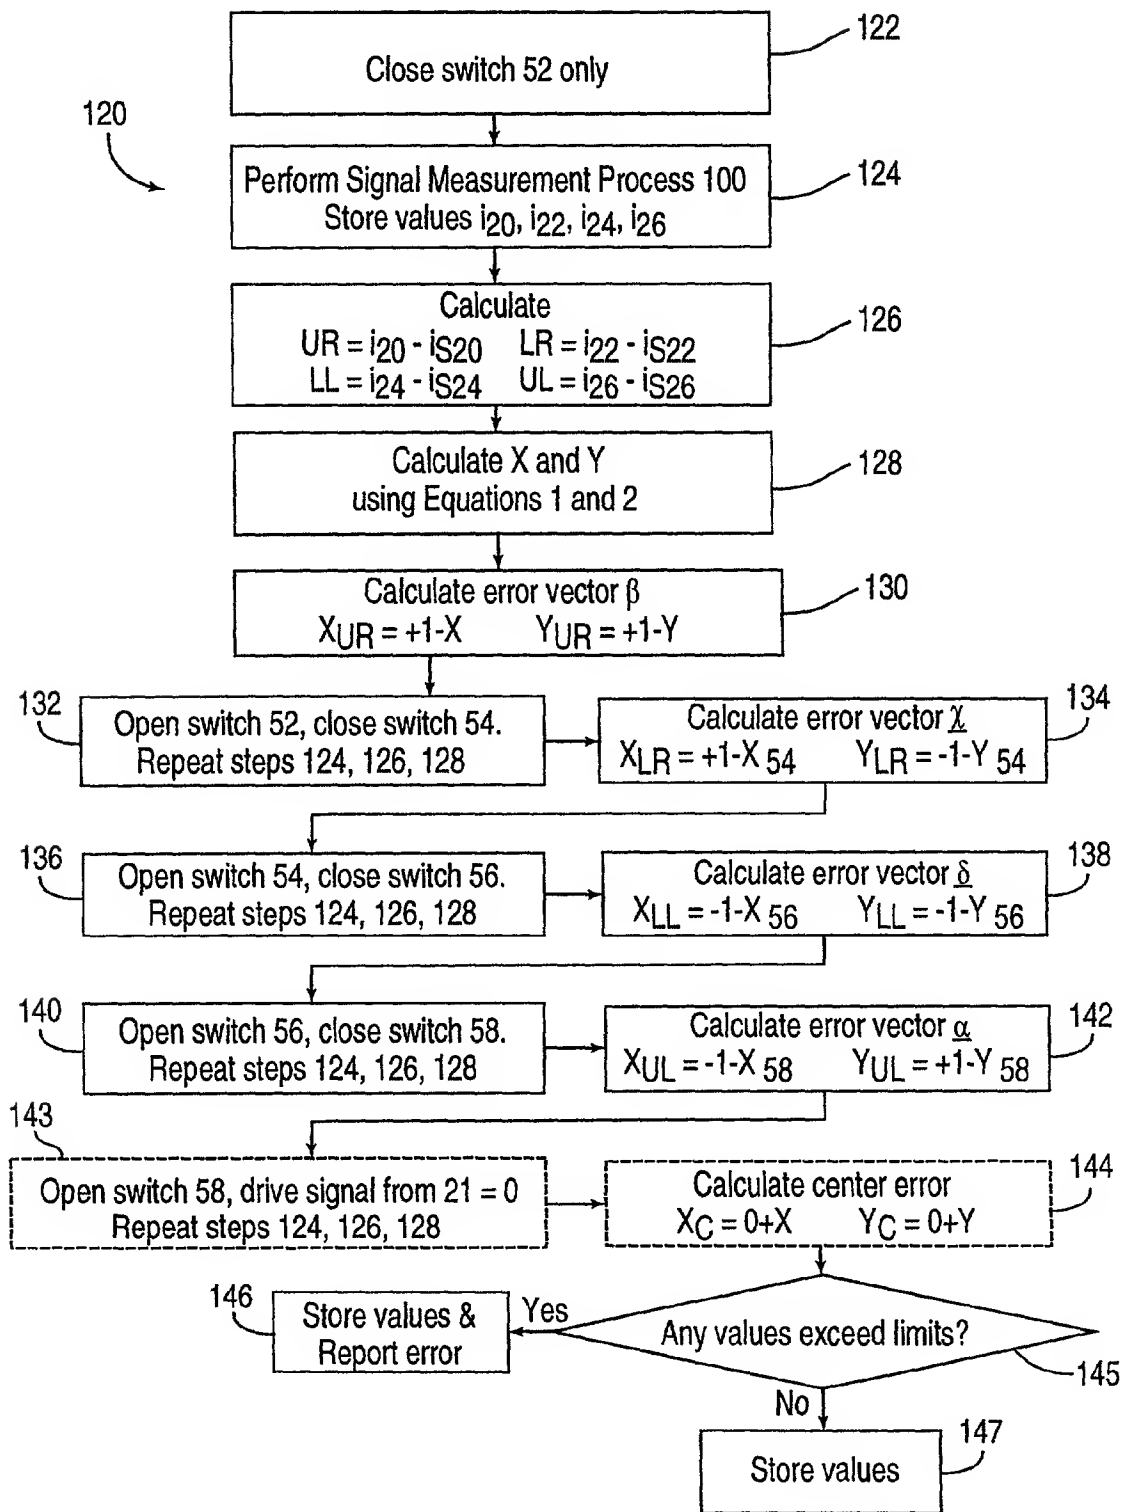 122
Close switch 52 only
120
Perform Signal Measurement Process 100
Store values i20, i22, i24, i26
124
Calculate
UR = i20 - iS20 LR = i22 - iS22
LL = i24 - iS24 UL = i26 - iS26
126
Calculate X and Y
using Equations 1 and 2
128
Calculate error vector β
XUR = +1-X YUR = +1-Y
130
132
Open switch 52, close switch 54.
Repeat steps 124, 126, 128
Calculate error vector χ
XLR = +1-X 54 YLR = -1-Y 54
134
136
Open switch 54, close switch 56.
Repeat steps 124, 126, 128
Calculate error vector δ
XLL = -1-X 56 YLL = -1-Y 56
138
140
Open switch 56, close switch 58.
Repeat steps 124, 126, 128
Calculate error vector α
XUL = -1-X 58 YUL = +1-Y 58
142
143
Open switch 58, drive signal from 21 = 0
Repeat steps 124, 126, 128
Calculate center error
XC = 0+X YC = 0+Y
144
146
Store values &
Report error
Yes
Any values exceed limits?
145
No
147
Store values